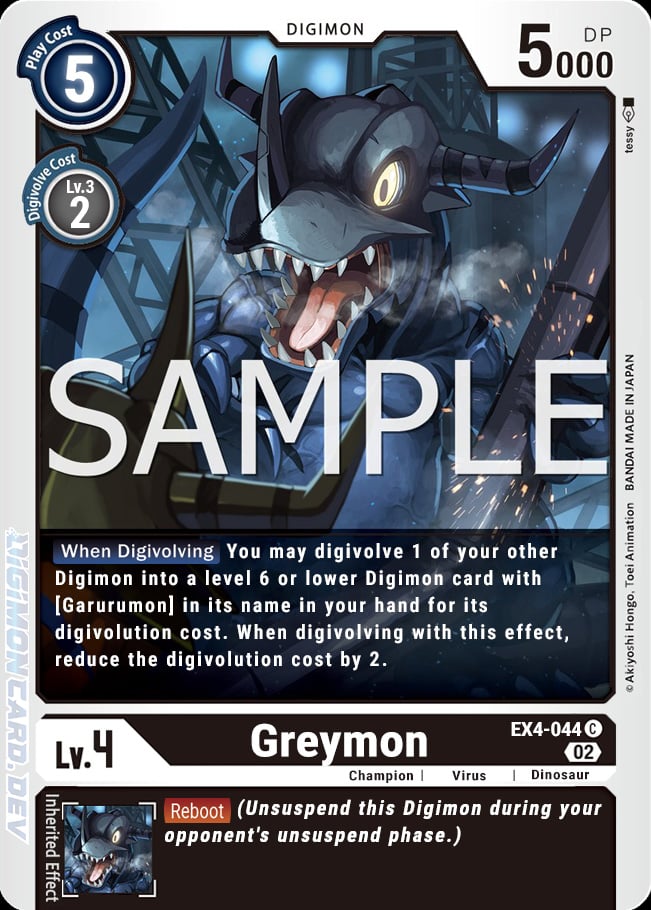 DIGIMON
Play Cost
5
DP
5000
Digivolve Cost
Lv.3
2
tessy
SAMPLE
© Akiyoshi Hongo, Toei Animation BANDAI MADE IN JAPAN
When Digivolving You may digivolve 1 of your other
Digimon into a level 6 or lower Digimon card with
[Garurumon] in its name in your hand for its
digivolution cost. When digivolving with this effect,
reduce the digivolution cost by 2.
DIGIMONCARD.DEV
Lv.4
Greymon
EX4-044 C
02
Champion | Virus | Dinosaur
Inherited Effect
Reboot (Unsuspend this Digimon during your
opponent's unsuspend phase.)